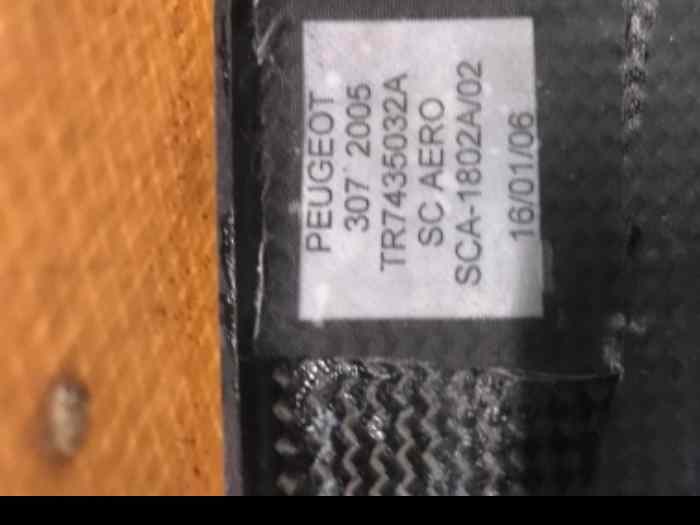 PEUGEOT
307 2005
TR7435032A
SC AERO
SCA-1802A/02
16/01/06